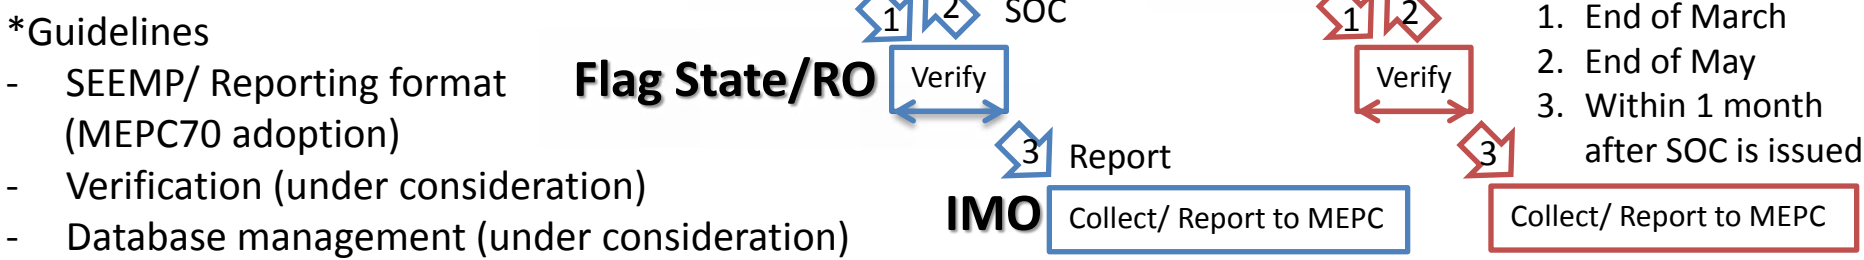 *Guidelines
- SEEMP/ Reporting format
(MEPC70 adoption)
- Verification (under consideration)
- Database management (under consideration)
1 2 SOC
Flag State/RO Verify
3 Report
IMO Collect/ Report to MEPC
1 2
Verify
3
Collect/ Report to MEPC
1. End of March
2. End of May
3. Within 1 month
after SOC is issued